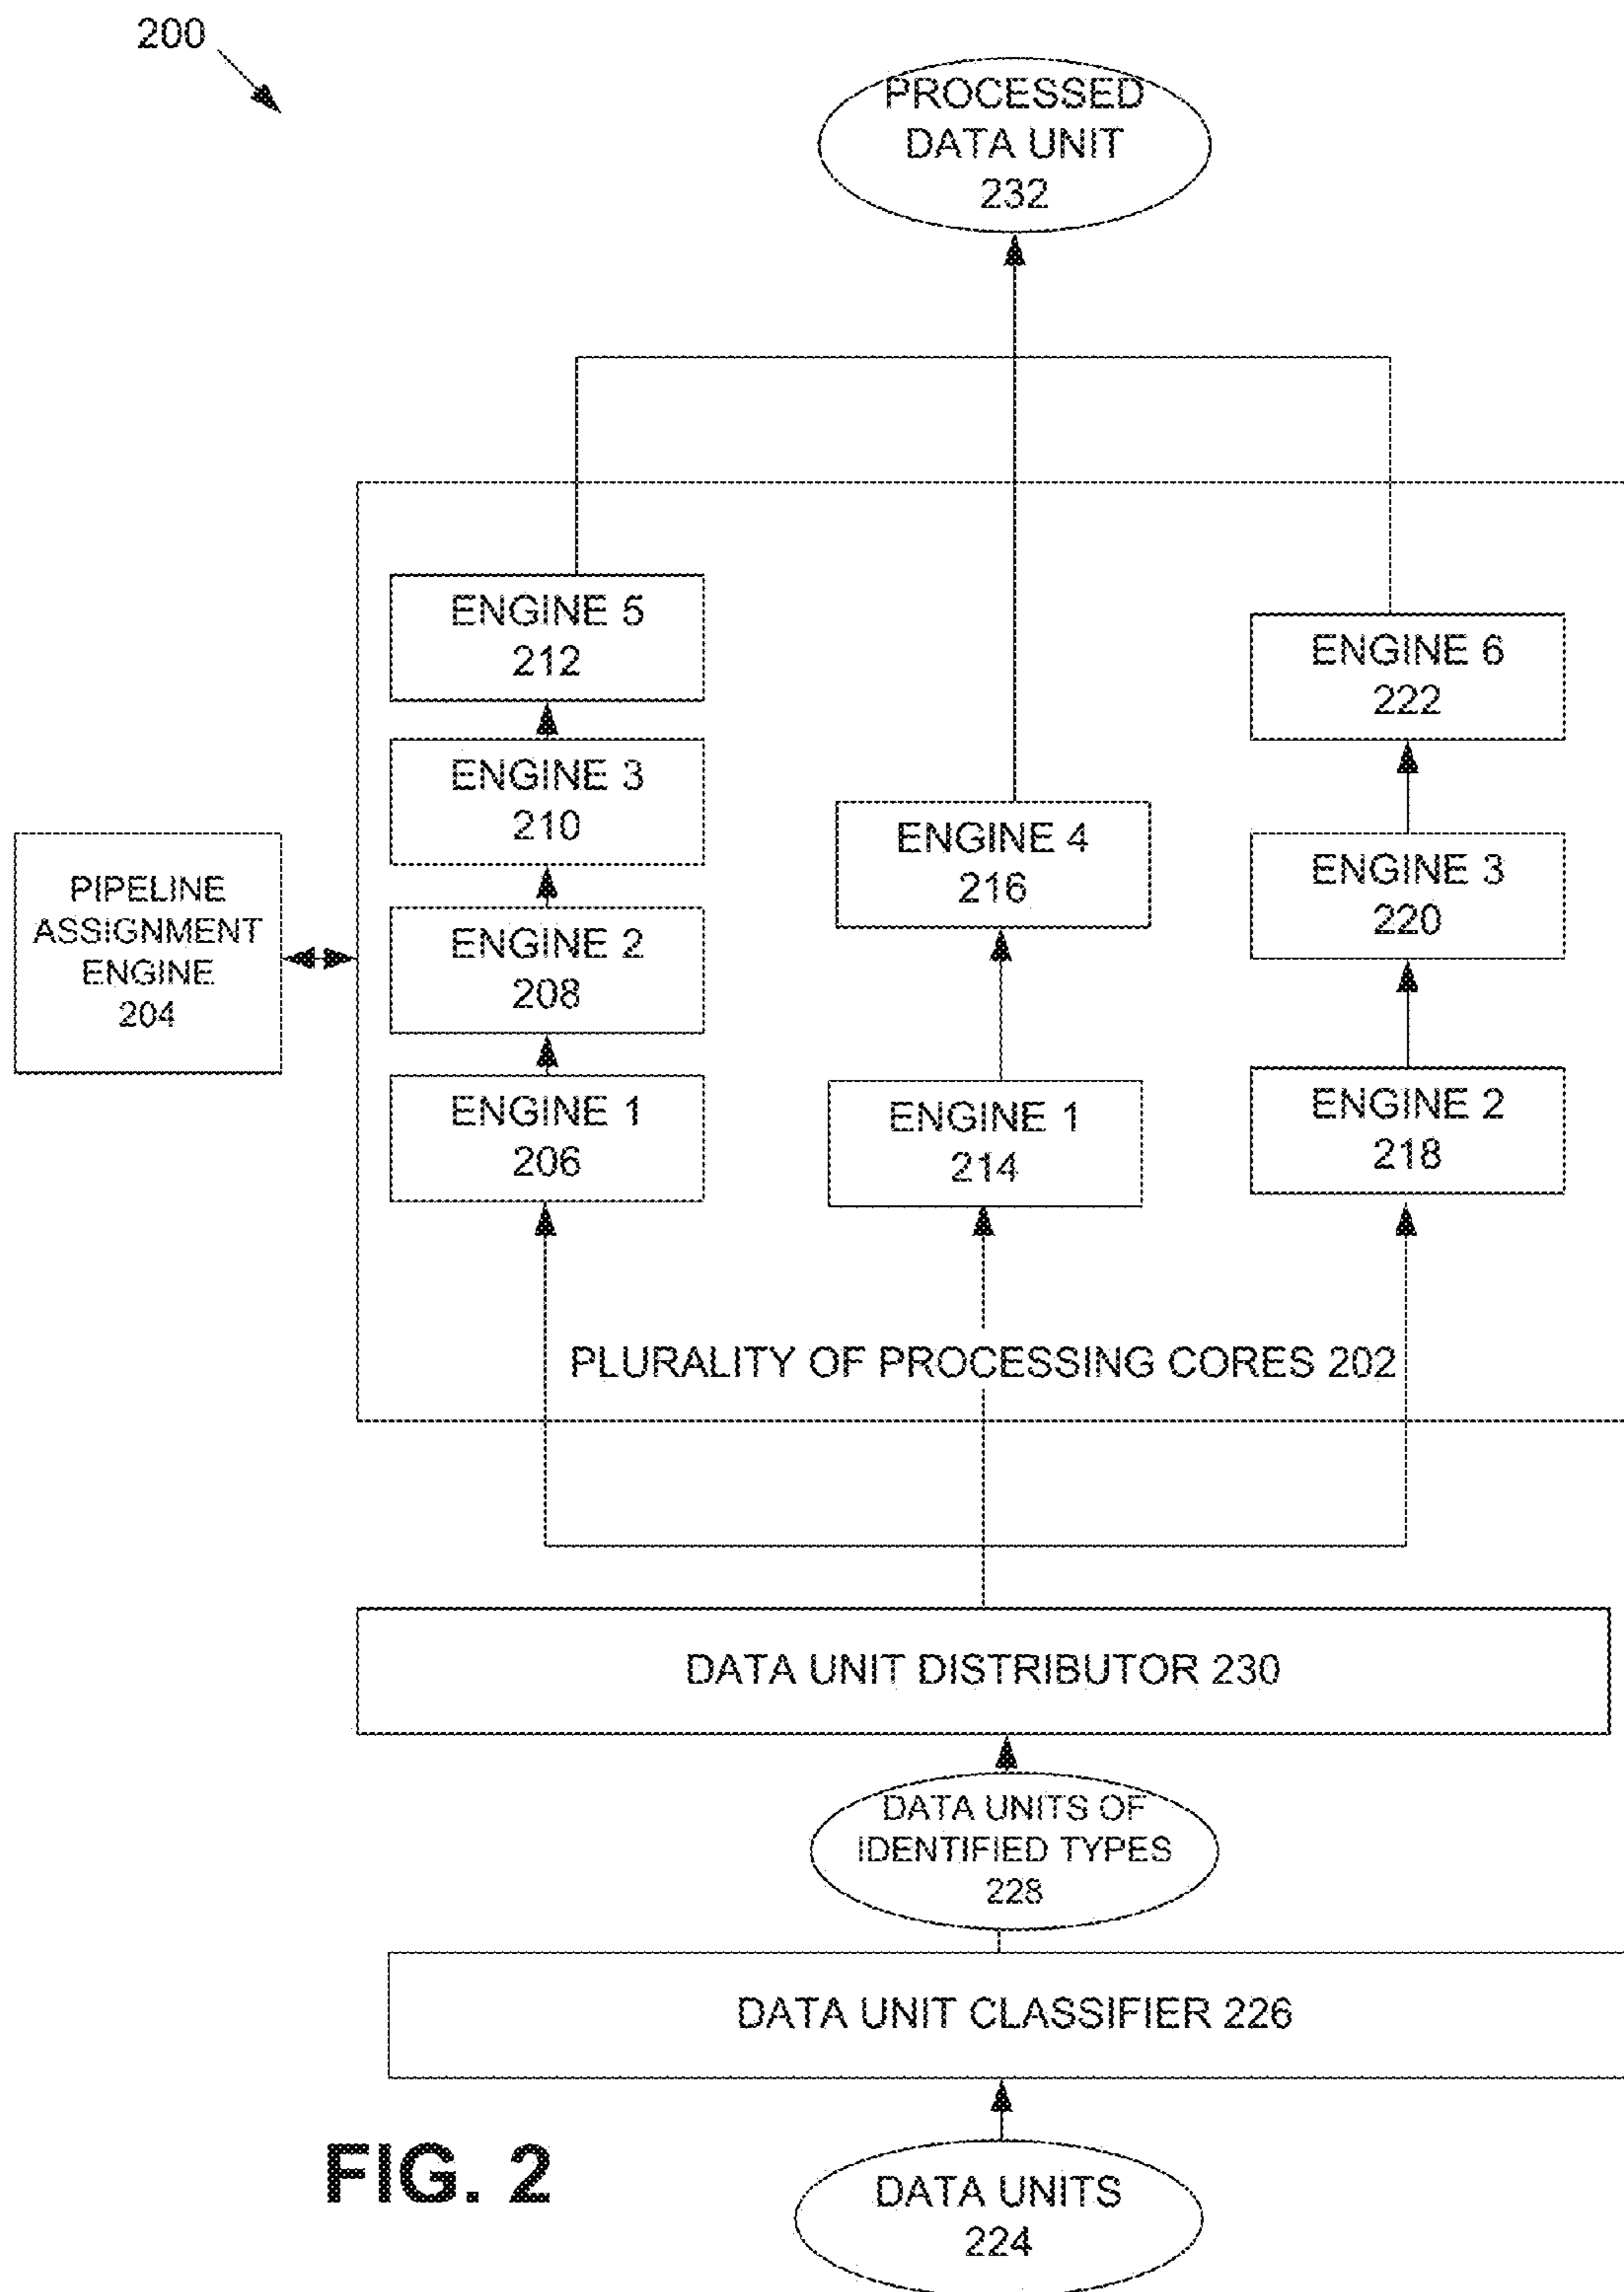 200
PROCESSED
DATA UNIT
232
ENGINE 5
212
ENGINE 3
210
ENGINE 2
208
ENGINE 1
206
ENGINE 4
216
ENGINE 1
214
ENGINE 6
222
ENGINE 3
220
ENGINE 2
218
PIPELINE
ASSIGNMENT
ENGINE
204
PLURALITY OF PROCESSING CORES 202
DATA UNIT DISTRIBUTOR 230
DATA UNITS OF
IDENTIFIED TYPES
228
DATA UNIT CLASSIFIER 226
DATA UNITS
224
FIG. 2